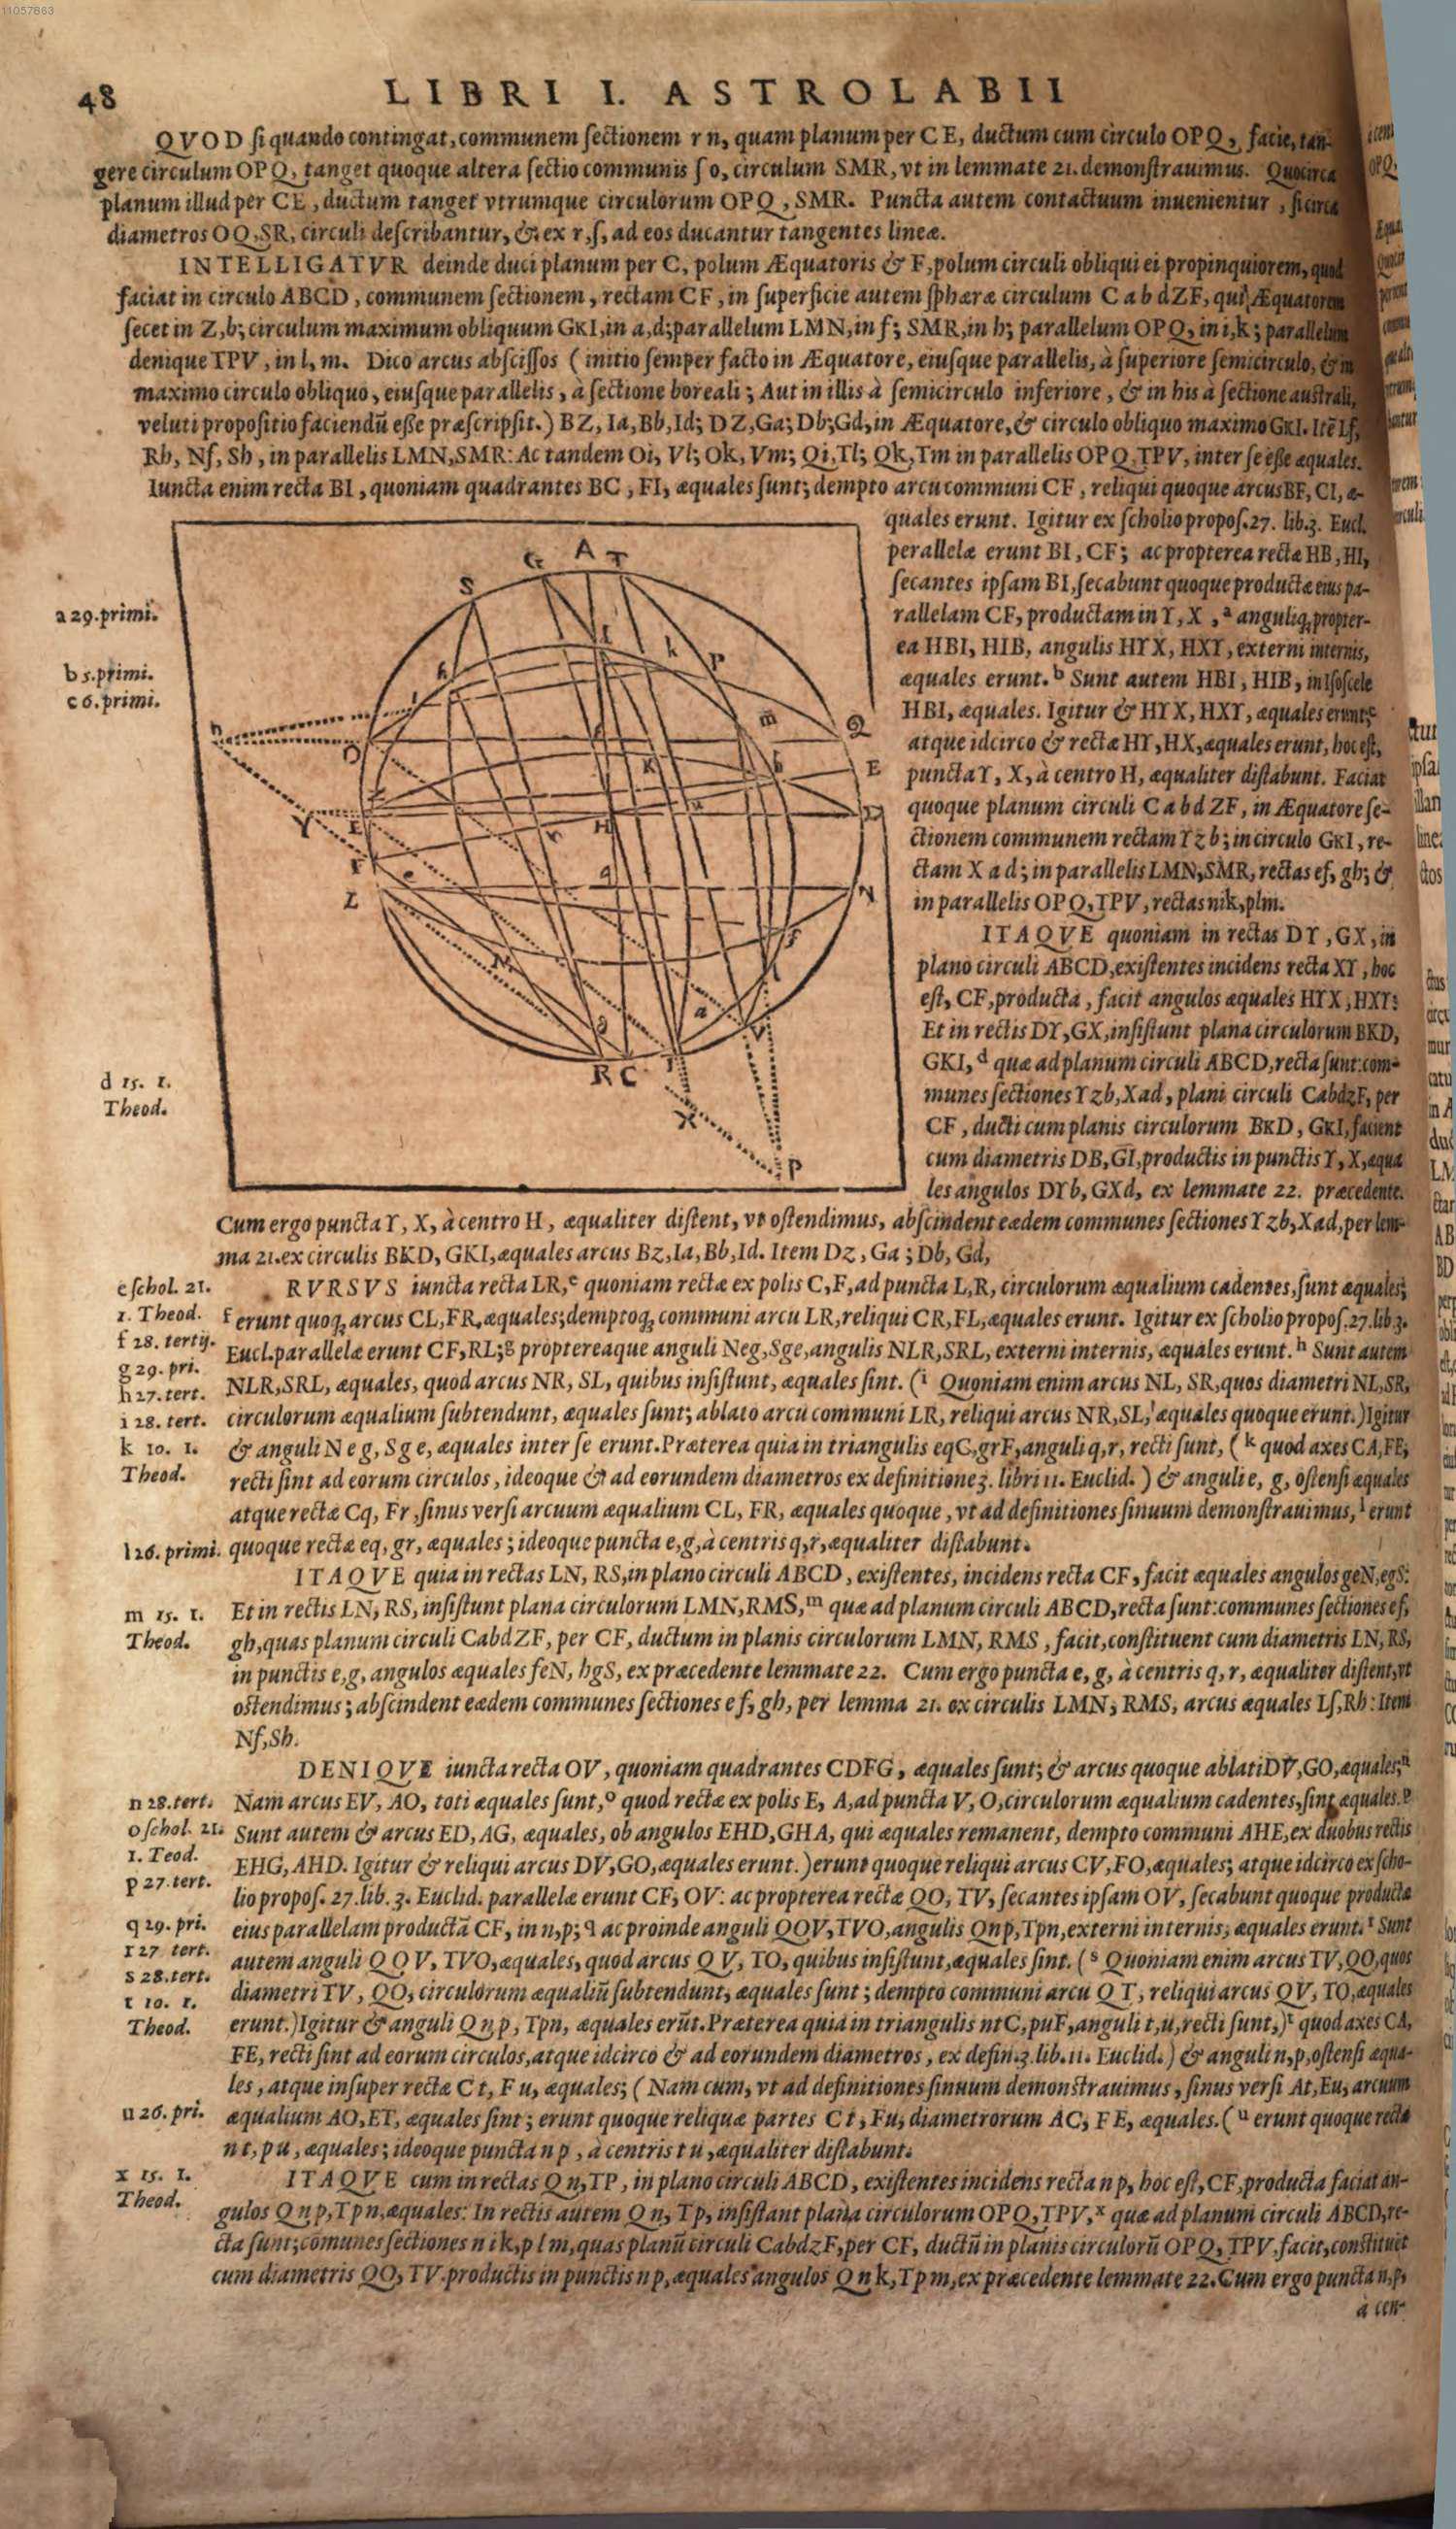 11057863
48
LIBRI I. ASTROLABII
QVOD ſi quando contingat, communem ſectionem r n, quam planum per C E, ductum cum circulo OPQ, facit, tan-
gere circulum OPQ, tanget quoque altera ſectio communis ſ o, circulum SMR, vt in lemmate 21. demonſtrauimus. Quocirca
planum illud per CE, ductum tanget vtrumque circulorum OPQ, SMR. Puncta autem contactuum inuenientur, ſi circa
diametros OQ, SR, circuli deſcribantur, & ex r, ſ, ad eos ducantur tangentes lineæ.
INTELLIGATVR deinde duci planum per C, polum Æquatoris & F, polum circuli obliqui ei propinquiorem, quod
faciat in circulo ABCD, communem ſectionem, rectam CF, in ſuperficie autem ſphæræ circulum C a b d Z F, qui Æquatorem
ſecet in Z, b; circulum maximum obliquum GKI, in a, d; parallelum LMN, in f; SMR, in h; parallelum OPQ, in i, k; parallelum
denique TPV, in l, m. Dico arcus abſciſſos (initio ſemper facto in Æquatore, eiuſque parallelis, à ſuperiore ſemicirculo, & in
maximo circulo obliquo, eiuſque parallelis, à ſectione boreali; Aut in illis à ſemicirculo inferiore, & in his à ſectione auſtrali,
veluti propoſitio faciendũ eſſe præſcripſit.) BZ, Ia, Bb, Id; DZ, Ga; Db; Gd, in Æquatore, & circulo obliquo maximo GKI. Itẽ Lf,
Rh, Nf, Sh, in parallelis LMN, SMR: Ac tandem Oi, Vl; Ok, Vm; Qi, Tl; Qk, Tm in parallelis OPQ, TPV, inter ſe eſſe æquales.
Iuncta enim recta BI, quoniam quadrantes BC, FI, æquales ſunt; dempto arcu communi CF, reliqui quoque arcus BF, CI, æ-
quales erunt. Igitur ex ſcholio propoſ. 27. lib. 3. Eucl.
perallelæ erunt BI, CF; ac propterea rectæ HB, HI,
ſecantes ipſam BI, ſecabunt quoque productæ eius pa-
rallelam CF, productam in Y, X, ᵃ anguliq; propter-
ea HBI, HIB, angulis HYX, HXY, externi internis,
æquales erunt. ᵇ Sunt autem HBI, HIB, in Iſoſcele
HBI, æquales. Igitur & HYX, HXY, æquales erunt; ᶜ
atque idcirco & rectæ HY, HX, æquales erunt, hoc eſt,
puncta Y, X, à centro H, æqualiter diſtabunt. Faciat
quoque planum circuli C a b d Z F, in Æquatore ſe-
ctionem communem rectam Y z b; in circulo GKI, re-
ctam X a d; in parallelis LMN, SMR, rectas ef, gh; &
in parallelis OPQ, TPV, rectas nik, plm.
ITAQVE quoniam in rectas DY, GX, in
plano circuli ABCD, exiſtentes incidens recta XY, hoc
eſt, CF, producta, facit angulos æquales HYX, HXY:
Et in rectis DY, GX, inſiſtunt plana circulorum BKD,
GKI, ᵈ quæ ad planum circuli ABCD, recta ſunt: com-
munes ſectiones Y z b, X a d, plani circuli CabdzF, per
CF, ducti cum planis circulorum BKD, GKI, facient
cum diametris DB, GI, productis in punctis Y, X, æqua
les angulos DYb, GXd, ex lemmate 22. præcedente.
a 29. primi.
b 5. primi.
c 6. primi.
d 15. 1.
Theod.
G A T
S
I k P
h
i
n m Q
O
K b E
Z
Y B H D
F
e q
L N
f
M
a
R C I V
X P
Cum ergo puncta Y, X, à centro H, æqualiter diſtent, vt oſtendimus, abſcindent eædem communes ſectiones Y z b, X a d, per lem-
ma 21. ex circulis BKD, GKI, æquales arcus Bz, Ia, Bb, Id. Item Dz, Ga; Db, Gd,
RVRSVS iuncta recta LR, ᵉ quoniam rectæ ex polis C, F, ad puncta L, R, circulorum æqualium cadentes, ſunt æquales;
ᶠ erunt quoq; arcus CL, FR, æquales; demptoq; communi arcu LR, reliqui CR, FL, æquales erunt. Igitur ex ſcholio propoſ. 27. lib. 3.
Eucl. parallelæ erunt CF, RL; ᵍ proptereaque anguli Neg, Sge, angulis NLR, SRL, externi internis, æquales erunt. ʰ Sunt autem
NLR, SRL, æquales, quod arcus NR, SL, quibus inſiſtunt, æquales ſint. (ⁱ Quoniam enim arcus NL, SR, quos diametri NL, SR,
circulorum æqualium ſubtendunt, æquales ſunt; ablato arcu communi LR, reliqui arcus NR, SL, æquales quoque erunt.) Igitur
& anguli N e g, S g e, æquales inter ſe erunt. Præterea quia in triangulis eqC, grF, anguli q, r, recti ſunt, (ᵏ quod axes CA, FE,
recti ſint ad eorum circulos, ideoque & ad eorundem diametros ex definitione 3. libri 11. Euclid.) & anguli e, g, oſtenſi æquales
atque rectæ Cq, Fr, ſinus verſi arcuum æqualium CL, FR, æquales quoque, vt ad definitiones ſinuum demonſtrauimus, ˡ erunt
quoque rectæ eq, gr, æquales; ideoque puncta e, g, à centris q, r, æqualiter diſtabunt.
e ſchol. 21.
1. Theod.
f 28. tertij.
g 29. pri.
h 27. tert.
i 28. tert.
k 10. 1.
Theod.
l 26. primi.
ITAQVE quia in rectas LN, RS, in plano circuli ABCD, exiſtentes, incidens recta CF, facit æquales angulos geN, egS:
Et in rectis LN, RS, inſiſtunt plana circulorum LMN, RMS, ᵐ quæ ad planum circuli ABCD, recta ſunt: communes ſectiones ef,
gh, quas planum circuli CabdZF, per CF, ductum in planis circulorum LMN, RMS, facit, conſtituent cum diametris LN, RS,
in punctis e, g, angulos æquales feN, hgS, ex præcedente lemmate 22. Cum ergo puncta e, g, à centris q, r, æqualiter diſtent, vt
oſtendimus; abſcindent eædem communes ſectiones e f, g h, per lemma 21. ex circulis LMN, RMS, arcus æquales Lf, Rh: Item
Nf, Sh.
m 15. 1.
Theod.
DENIQVE iuncta recta OV, quoniam quadrantes CDFG, æquales ſunt; & arcus quoque ablati DV, GO, æquales; ⁿ
Nam arcus EV, AO, toti æquales ſunt, ᵒ quod rectæ ex polis E, A, ad puncta V, O, circulorum æqualium cadentes, ſint æquales. ᵖ
Sunt autem & arcus ED, AG, æquales, ob angulos EHD, GHA, qui æquales remanent, dempto communi AHE, ex duobus rectis
EHG, AHD. Igitur & reliqui arcus DV, GO, æquales erunt.) erunt quoque reliqui arcus CV, FO, æquales; atque idcirco ex ſcho-
lio propoſ. 27. lib. 3. Euclid. parallelæ erunt CF, OV: ac propterea rectæ QO, TV, ſecantes ipſam OV, ſecabunt quoque productæ
eius parallelam productã CF, in n, p; q ac proinde anguli QOV, TVO, angulis Qnp, Tpn, externi internis, æquales erunt. ʳ Sunt
autem anguli QOV, TVO, æquales, quod arcus QV, TO, quibus inſiſtunt, æquales ſint. (ˢ Quoniam enim arcus TV, QO, quos
diametri TV, QO, circulorum æqualiũ ſubtendunt, æquales ſunt; dempto communi arcu QT, reliqui arcus QV, TO, æquales
erunt.) Igitur & anguli Qnp, Tpn, æquales erũt. Præterea quia in triangulis ntC, puF, anguli t, u, recti ſunt,) ᵗ quod axes CA,
FE, recti ſint ad eorum circulos, atque idcirco & ad eorundem diametros, ex defin. 3. lib. 11. Euclid.) & anguli n, p, oſtenſi æqua-
les, atque inſuper rectæ C t, F u, æquales; (Nam cum, vt ad definitiones ſinuum demonſtrauimus, ſinus verſi At, Eu, arcuum
æqualium AO, ET, æquales ſint; erunt quoque reliquæ partes C t, Fu, diametrorum AC, FE, æquales. (ᵘ erunt quoque rectæ
n t, p u, æquales; ideoque puncta n p, à centris t u, æqualiter diſtabunt.
n 28. tert.
o ſchol. 21.
1. Teod.
p 27. tert.
q 29. pri.
r 27 tert.
s 28. tert.
t 10. 1.
Theod.
u 26. pri.
x 15. 1.
Theod.
ITAQVE cum in rectas Qn, TP, in plano circuli ABCD, exiſtentes incidens recta n p, hoc eſt, CF, producta faciat an-
gulos Qnp, Tpn, æquales: In rectis autem Qn, Tp, inſiſtant plana circulorum OPQ, TPV, ˣ quæ ad planum circuli ABCD, re-
cta ſunt; cõmunes ſectiones n i k, p l m, quas planũ circuli CabdzF, per CF, ductũ in planis circulorũ OPQ, TPV, facit, conſtituet
cum diametris QO, TV. productis in punctis n p, æquales angulos Qnk, Tpm, ex præcedente lemmate 22. Cum ergo puncta n, p,
à cen-